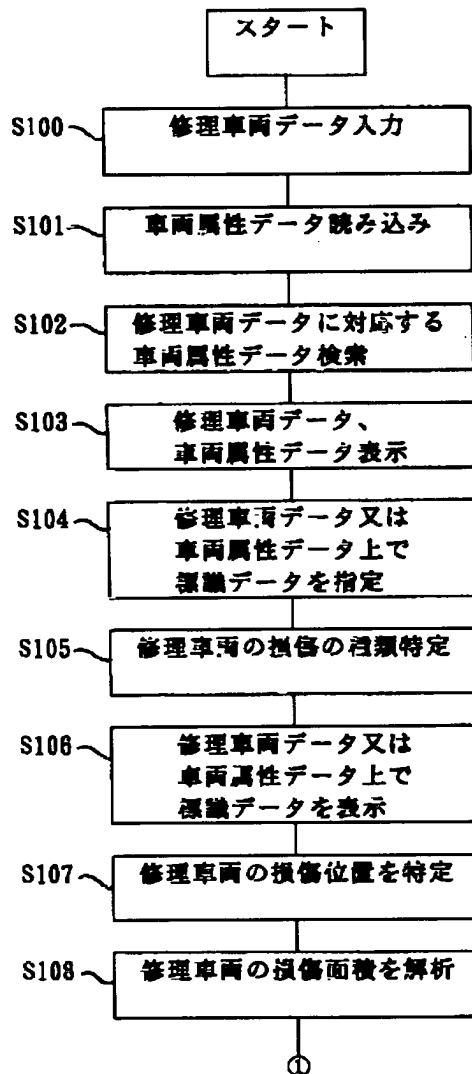 スタート
S100
修理車両データ入力
S101
車両属性データ読み込み
S102
修理車両データに対応する
車両属性データ検索
S103
修理車両データ、
車両属性データ表示
S104
修理車両データ又は
車両属性データ上で
標識データを指定
S105
修理車両の損傷の種類特定
S106
修理車両データ又は
車両属性データ上で
標識データを表示
S107
修理車両の損傷位置を特定
S108
修理車両の損傷面積を解析
①